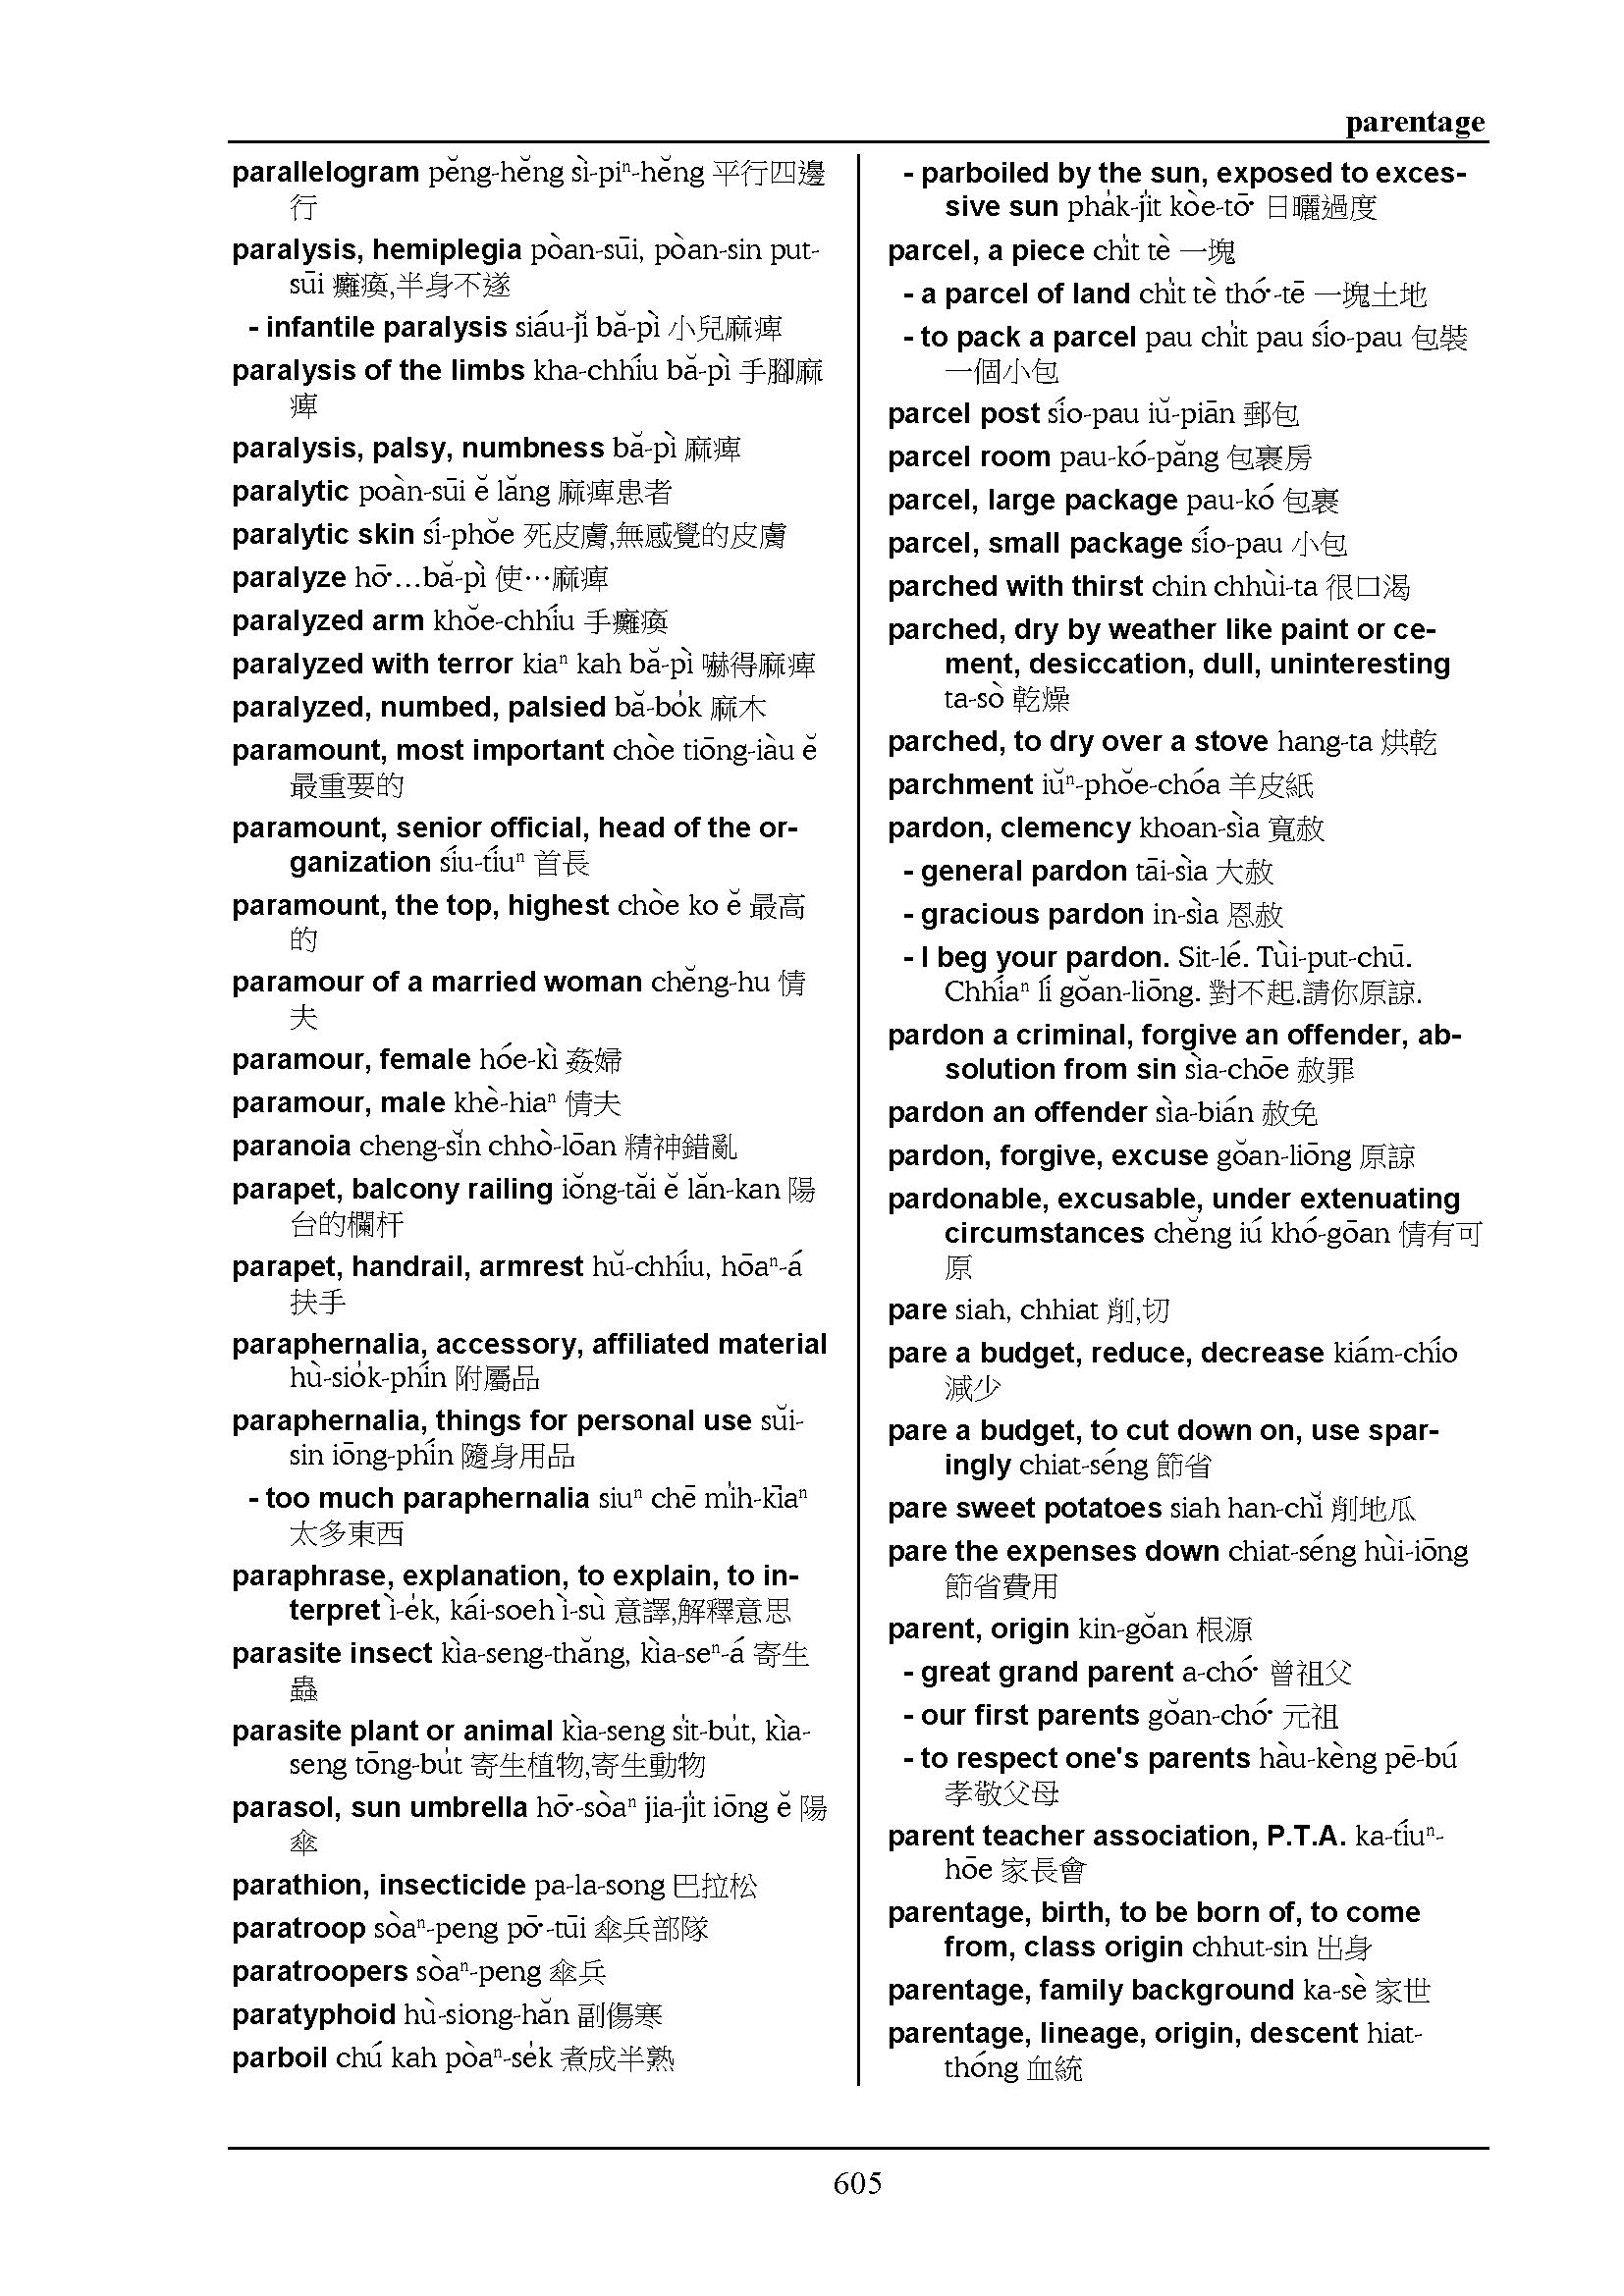 parentage
parallelogram pĕng-hĕng sì-piⁿ-hĕng 平行四邊
行
paralysis, hemiplegia pòan-sūi, pòan-sin put-
sūi 癱瘓,半身不遂
- infantile paralysis siáu-jĭ bă-pì 小兒麻痺
paralysis of the limbs kha-chhíu bă-pì 手腳麻
痺
paralysis, palsy, numbness bă-pì 麻痺
paralytic poàn-sūi ĕ lăng 麻痺患者
paralytic skin sí-phŏe 死皮膚,無感覺的皮膚
paralyze hō͘…bă-pì 使…麻痺
paralyzed arm khŏe-chhíu 手癱瘓
paralyzed with terror kiaⁿ kah bă-pì 嚇得麻痺
paralyzed, numbed, palsied bă-bo̍k 麻木
paramount, most important chòe tiōng-iàu ĕ
最重要的
paramount, senior official, head of the or-
ganization síu-tíuⁿ 首長
paramount, the top, highest chòe ko ĕ 最高
的
paramour of a married woman chĕng-hu 情
夫
paramour, female hóe-kì 姦婦
paramour, male khè-hiaⁿ 情夫
paranoia cheng-sĭn chhò-lōan 精神錯亂
parapet, balcony railing iŏng-tăi ĕ lăn-kan 陽
台的欄杆
parapet, handrail, armrest hŭ-chhíu, hōaⁿ-á
扶手
paraphernalia, accessory, affiliated material
hù-sio̍k-phín 附屬品
paraphernalia, things for personal use sŭi-
sin iōng-phín 隨身用品
- too much paraphernalia siuⁿ chē mi̍h-kīaⁿ
太多東西
paraphrase, explanation, to explain, to in-
terpret ì-e̍k, kái-soeh ì-sù 意譯,解釋意思
parasite insect kìa-seng-thăng, kìa-seⁿ-á 寄生
蟲
parasite plant or animal kìa-seng si̍t-bu̍t, kìa-
seng tōng-bu̍t 寄生植物,寄生動物
parasol, sun umbrella hō͘-sòaⁿ jia-ji̍t iōng ĕ 陽
傘
parathion, insecticide pa-la-song 巴拉松
paratroop sòaⁿ-peng pō͘-tūi 傘兵部隊
paratroopers sòaⁿ-peng 傘兵
paratyphoid hù-siong-hăn 副傷寒
parboil chú kah pòaⁿ-se̍k 煮成半熟
- parboiled by the sun, exposed to exces-
sive sun pha̍k-ji̍t kòe-tō͘ 日曬過度
parcel, a piece chi̍t tè 一塊
- a parcel of land chi̍t tè thó͘-tē 一塊土地
- to pack a parcel pau chi̍t pau sío-pau 包裝
一個小包
parcel post sío-pau iŭ-piān 郵包
parcel room pau-kó-păng 包裹房
parcel, large package pau-kó 包裹
parcel, small package sío-pau 小包
parched with thirst chin chhùi-ta 很口渴
parched, dry by weather like paint or ce-
ment, desiccation, dull, uninteresting
ta-sò 乾燥
parched, to dry over a stove hang-ta 烘乾
parchment iŭⁿ-phŏe-chóa 羊皮紙
pardon, clemency khoan-sìa 寬赦
- general pardon tāi-sìa 大赦
- gracious pardon in-sìa 恩赦
- I beg your pardon. Sit-lé. Tùi-put-chū.
Chhíaⁿ lí gŏan-liōng. 對不起.請你原諒.
pardon a criminal, forgive an offender, ab-
solution from sin sìa-chōe 赦罪
pardon an offender sìa-bián 赦免
pardon, forgive, excuse gŏan-liōng 原諒
pardonable, excusable, under extenuating
circumstances chĕng iú khó-gōan 情有可
原
pare siah, chhiat 削,切
pare a budget, reduce, decrease kiám-chío
減少
pare a budget, to cut down on, use spar-
ingly chiat-séng 節省
pare sweet potatoes siah han-chĭ 削地瓜
pare the expenses down chiat-séng hùi-iōng
節省費用
parent, origin kin-gŏan 根源
- great grand parent a-chó͘ 曾祖父
- our first parents gŏan-chó͘ 元祖
- to respect one's parents hàu-kèng pē-bú
孝敬父母
parent teacher association, P.T.A. ka-tíuⁿ-
hōe 家長會
parentage, birth, to be born of, to come
from, class origin chhut-sin 出身
parentage, family background ka-sè 家世
parentage, lineage, origin, descent hiat-
thóng 血統
605